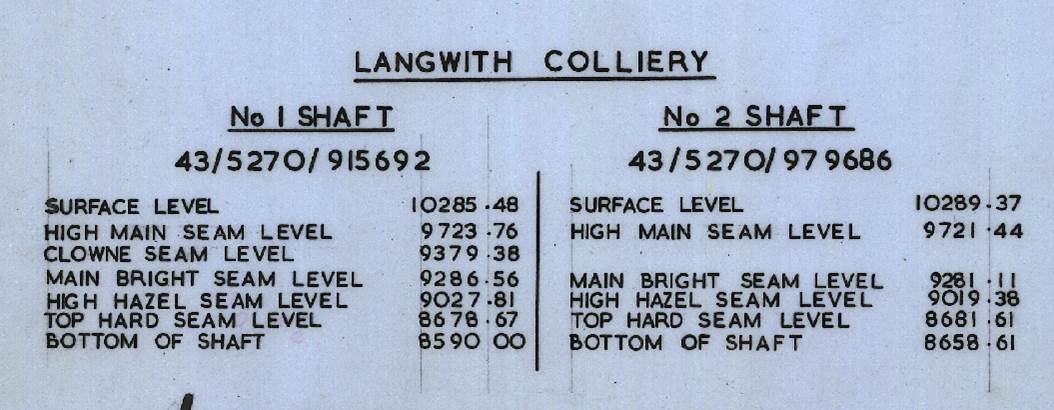 LANGWITH COLLIERY
No 1 SHAFT
43/5270/915692
SURFACE LEVEL 10285.48
HIGH MAIN SEAM LEVEL 9723.76
CLOWNE SEAM LEVEL 9379.38
MAIN BRIGHT SEAM LEVEL 9286.56
HIGH HAZEL SEAM LEVEL 9027.81
TOP HARD SEAM LEVEL 8678.67
BOTTOM OF SHAFT 8590 00
No 2 SHAFT
43/5270/979686
SURFACE LEVEL 10289.37
HIGH MAIN SEAM LEVEL 9721.44
MAIN BRIGHT SEAM LEVEL 9281.11
HIGH HAZEL SEAM LEVEL 9019.38
TOP HARD SEAM LEVEL 8681.61
BOTTOM OF SHAFT 8658.61